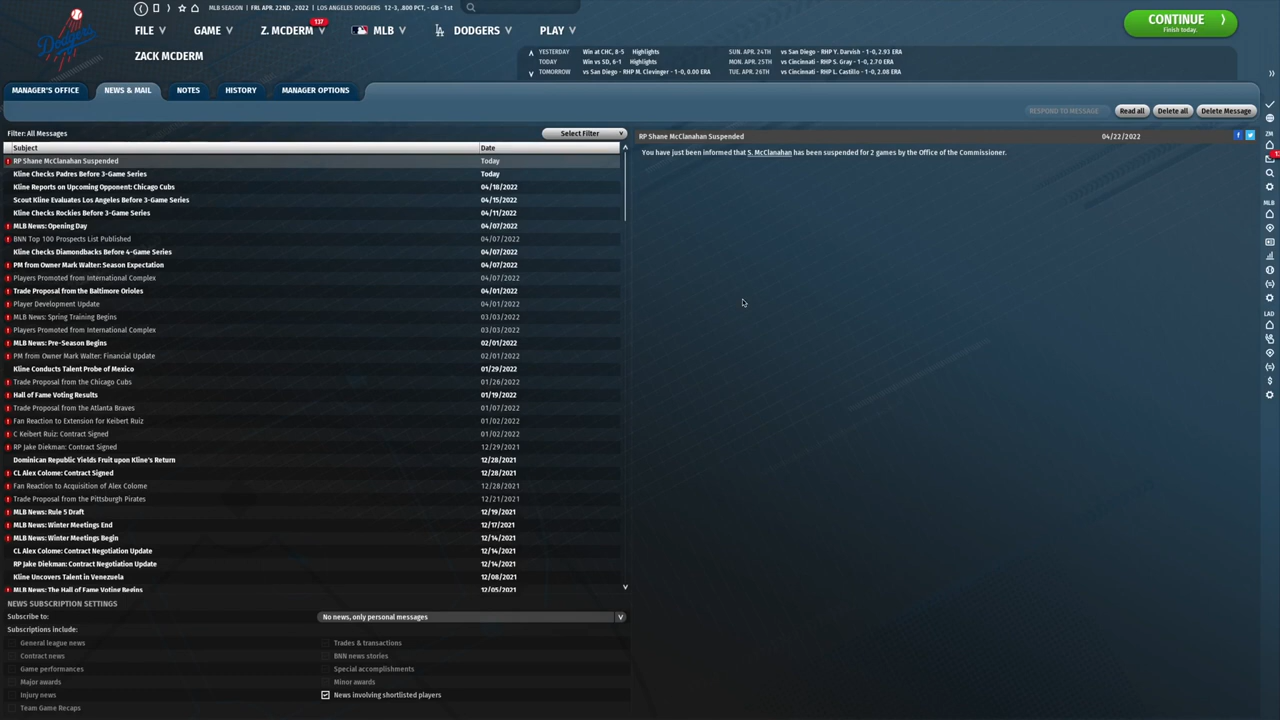 MLB SEASON | FRI. APR. 22ND , 2022 | LOS ANGELES DODGERS 12-3, .800 PCT, - GB - 1st
FILE GAME Z. MCDERM 137 MLB DODGERS PLAY
CONTINUE
Finish today.
Dodgers
ZACK MCDERM
YESTERDAY Win at CHC, 8-5 Highlights SUN. APR. 24TH vs San Diego - RHP Y. Darvish - 1-0, 2.93 ERA
TODAY Win vs SD, 6-1 Highlights MON. APR. 25TH vs Cincinnati - RHP S. Gray - 1-0, 2.70 ERA
TOMORROW vs San Diego - RHP M. Clevinger - 1-0, 0.00 ERA TUE. APR. 26TH vs Cincinnati - RHP L. Castillo - 1-0, 2.08 ERA
MANAGER'S OFFICE NEWS & MAIL NOTES HISTORY MANAGER OPTIONS
RESPOND TO MESSAGE Read all Delete all Delete Message
Filter: All Messages Select Filter
RP Shane McClanahan Suspended 04/22/2022
You have just been informed that S. McClanahan has been suspended for 2 games by the Office of the Commissioner.
Subject Date
RP Shane McClanahan Suspended Today
Kline Checks Padres Before 3-Game Series Today
Kline Reports on Upcoming Opponent: Chicago Cubs 04/18/2022
Scout Kline Evaluates Los Angeles Before 3-Game Series 04/15/2022
Kline Checks Rockies Before 3-Game Series 04/11/2022
MLB News: Opening Day 04/07/2022
BNN Top 100 Prospects List Published 04/07/2022
Kline Checks Diamondbacks Before 4-Game Series 04/07/2022
PM from Owner Mark Walter: Season Expectation 04/07/2022
Players Promoted from International Complex 04/07/2022
Trade Proposal from the Baltimore Orioles 04/01/2022
Player Development Update 04/01/2022
MLB News: Spring Training Begins 03/03/2022
Players Promoted from International Complex 03/03/2022
MLB News: Pre-Season Begins 02/01/2022
PM from Owner Mark Walter: Financial Update 02/01/2022
Kline Conducts Talent Probe of Mexico 01/29/2022
Trade Proposal from the Chicago Cubs 01/26/2022
Hall of Fame Voting Results 01/19/2022
Trade Proposal from the Atlanta Braves 01/07/2022
Fan Reaction to Extension for Keibert Ruiz 01/02/2022
C Keibert Ruiz: Contract Signed 01/02/2022
RP Jake Diekman: Contract Signed 12/29/2021
Dominican Republic Yields Fruit upon Kline's Return 12/28/2021
CL Alex Colome: Contract Signed 12/28/2021
Fan Reaction to Acquisition of Alex Colome 12/28/2021
Trade Proposal from the Pittsburgh Pirates 12/21/2021
MLB News: Rule 5 Draft 12/19/2021
MLB News: Winter Meetings End 12/17/2021
MLB News: Winter Meetings Begin 12/14/2021
CL Alex Colome: Contract Negotiation Update 12/14/2021
RP Jake Diekman: Contract Negotiation Update 12/14/2021
Kline Uncovers Talent in Venezuela 12/08/2021
MLB News: The Hall of Fame Voting Begins 12/05/2021
NEWS SUBSCRIPTION SETTINGS
Subscribe to: No news, only personal messages
Subscriptions include:
General league news Trades & transactions
Contract news BNN news stories
Game performances Special accomplishments
Major awards Minor awards
Injury news News involving shortlisted players
Team Game Recaps
MLB
LAD